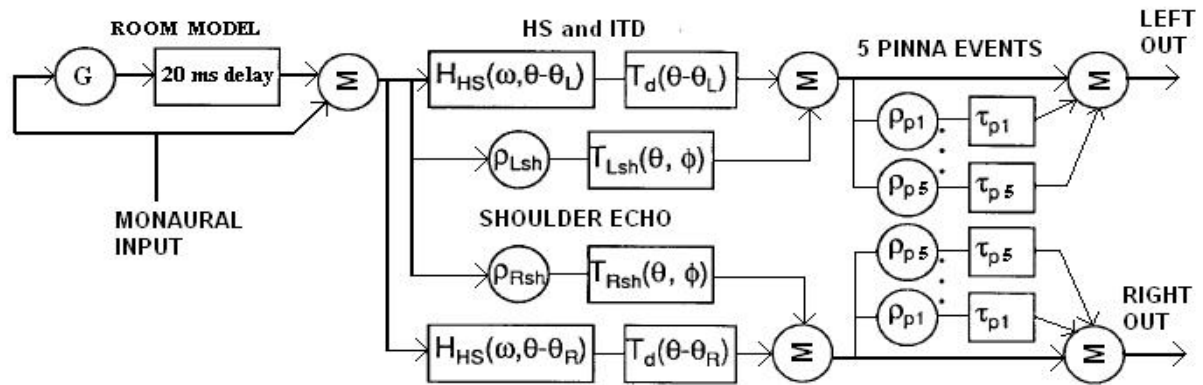 ROOM MODEL
HS and ITD
5 PINNA EVENTS
LEFT
OUT
G
20 ms delay
M
H_HS(ω,θ-θ_L)
T_d(θ-θ_L)
M
M
ρ_p1
τ_p1
ρ_Lsh
T_Lsh(θ, ϕ)
ρ_p5
τ_p5
MONAURAL
INPUT
SHOULDER ECHO
ρ_Rsh
T_Rsh(θ, ϕ)
ρ_p5
τ_p5
ρ_p1
τ_p1
RIGHT
OUT
H_HS(ω,θ-θ_R)
T_d(θ-θ_R)
M
M